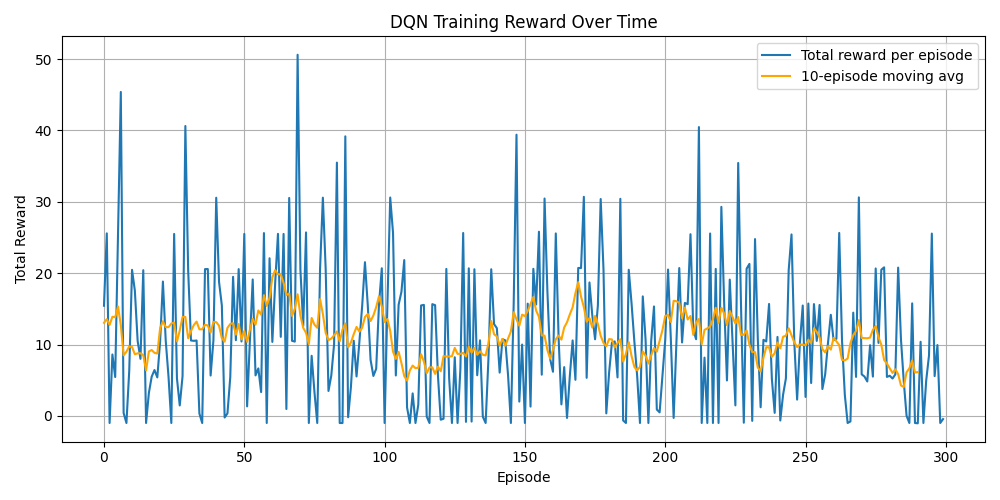 DQN Training Reward Over Time
Total reward per episode
10-episode moving avg
Total Reward
50
40
30
20
10
0
0
50
100
150
200
250
300
Episode